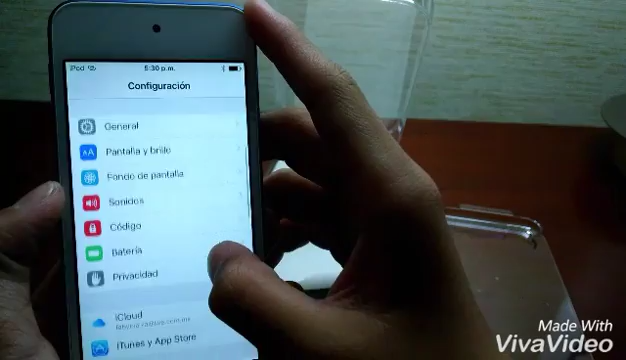 iPod
5:30 p.m.
Configuración
General
Pantalla y brillo
Fondo de pantalla
Sonidos
Código
Batería
Privacidad
iCloud
iTunes y App Store
Made With
VivaVideo